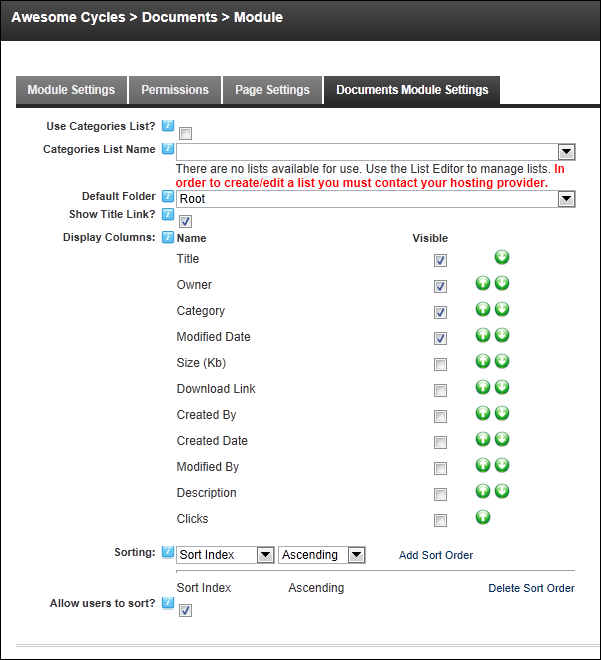 Awesome Cycles > Documents > Module
Module Settings Permissions Page Settings Documents Module Settings
Use Categories List?
Categories List Name
There are no lists available for use. Use the List Editor to manage lists. In
order to create/edit a list you must contact your hosting provider.
Default Folder Root
Show Title Link?
Display Columns: Name Visible
Title
Owner
Category
Modified Date
Size (Kb)
Download Link
Created By
Created Date
Modified By
Description
Clicks
Sorting: Sort Index Ascending Add Sort Order
Sort Index Ascending Delete Sort Order
Allow users to sort?